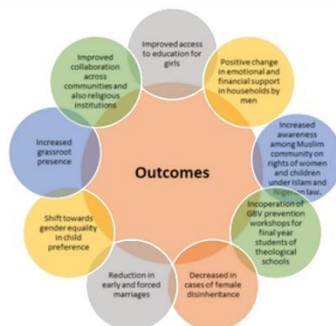 Improved access
to education for
girls
Positive change
in emotional and
financial support
in households by
men
Increased
awareness
among Muslim
community on
rights of women
and children
under Islam and
Nigerian law.
Incoperation of
GBV prevention
workshops for
final year
students of
theological
schools
Decreased in
cases of female
disinheritance
Reduction in
early and forced
marriages
Shift towards
gender equality
in child
preference
Increased
grassroot
presence
Improved
collaboration
across
communities and
also religious
institutions
Outcomes